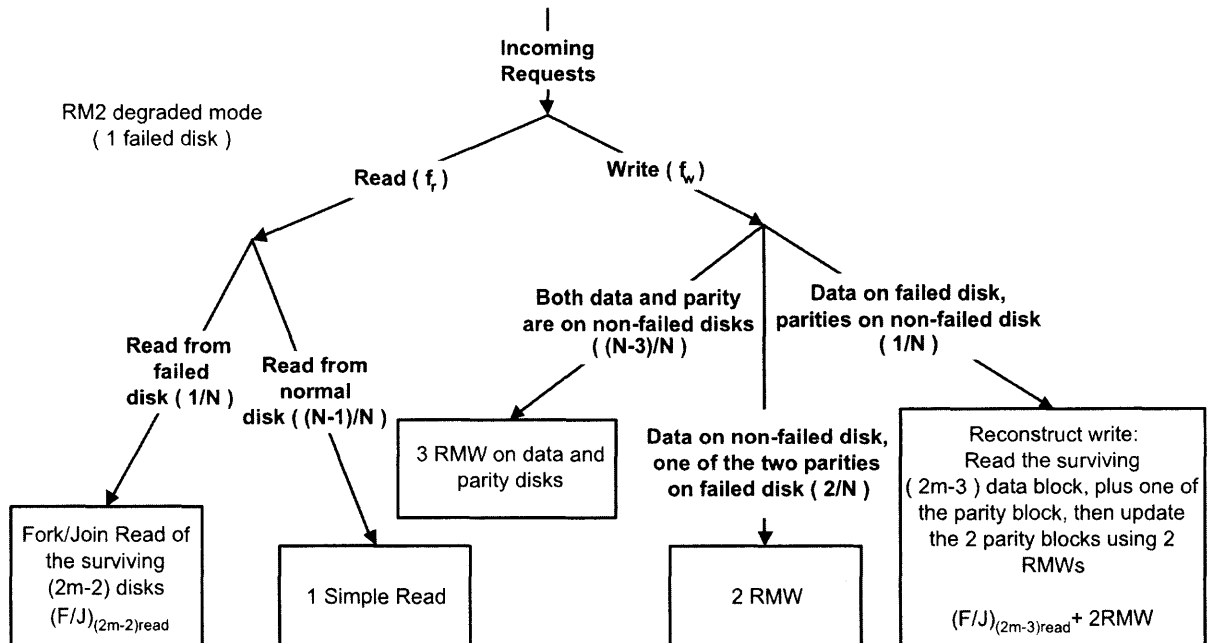 Incoming
Requests
RM2 degraded mode
( 1 failed disk )
Read ( fr )
Write ( fw )
Both data and parity
are on non-failed disks
( (N-3)/N )
Data on failed disk,
parities on non-failed disk
( 1/N )
Read from
failed
disk ( 1/N )
Read from
normal
disk ( (N-1)/N )
3 RMW on data and
parity disks
Data on non-failed disk,
one of the two parities
on failed disk ( 2/N )
Reconstruct write:
Read the surviving
( 2m-3 ) data block, plus one of
the parity block, then update
the 2 parity blocks using 2
RMWs
(F/J)(2m-3)read+ 2RMW
Fork/Join Read of
the surviving
(2m-2) disks
(F/J)(2m-2)read
1 Simple Read
2 RMW